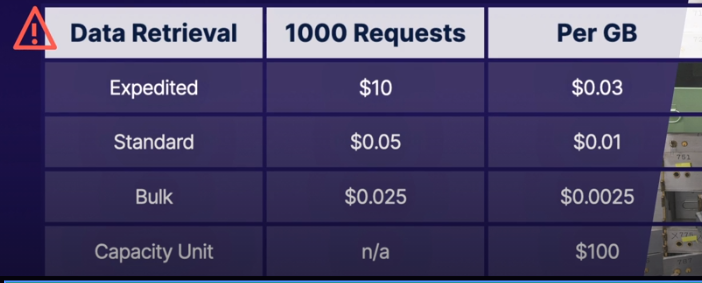 Data Retrieval 1000 Requests Per GB
Expedited $10 $0.03
Standard $0.05 $0.01
Bulk $0.025 $0.0025
Capacity Unit n/a $100